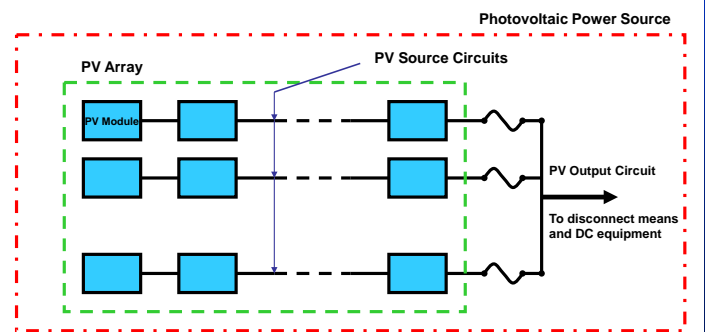 Photovoltaic Power Source
PV Source Circuits
PV Array
PV Module
PV Output Circuit
To disconnect means
and DC equipment